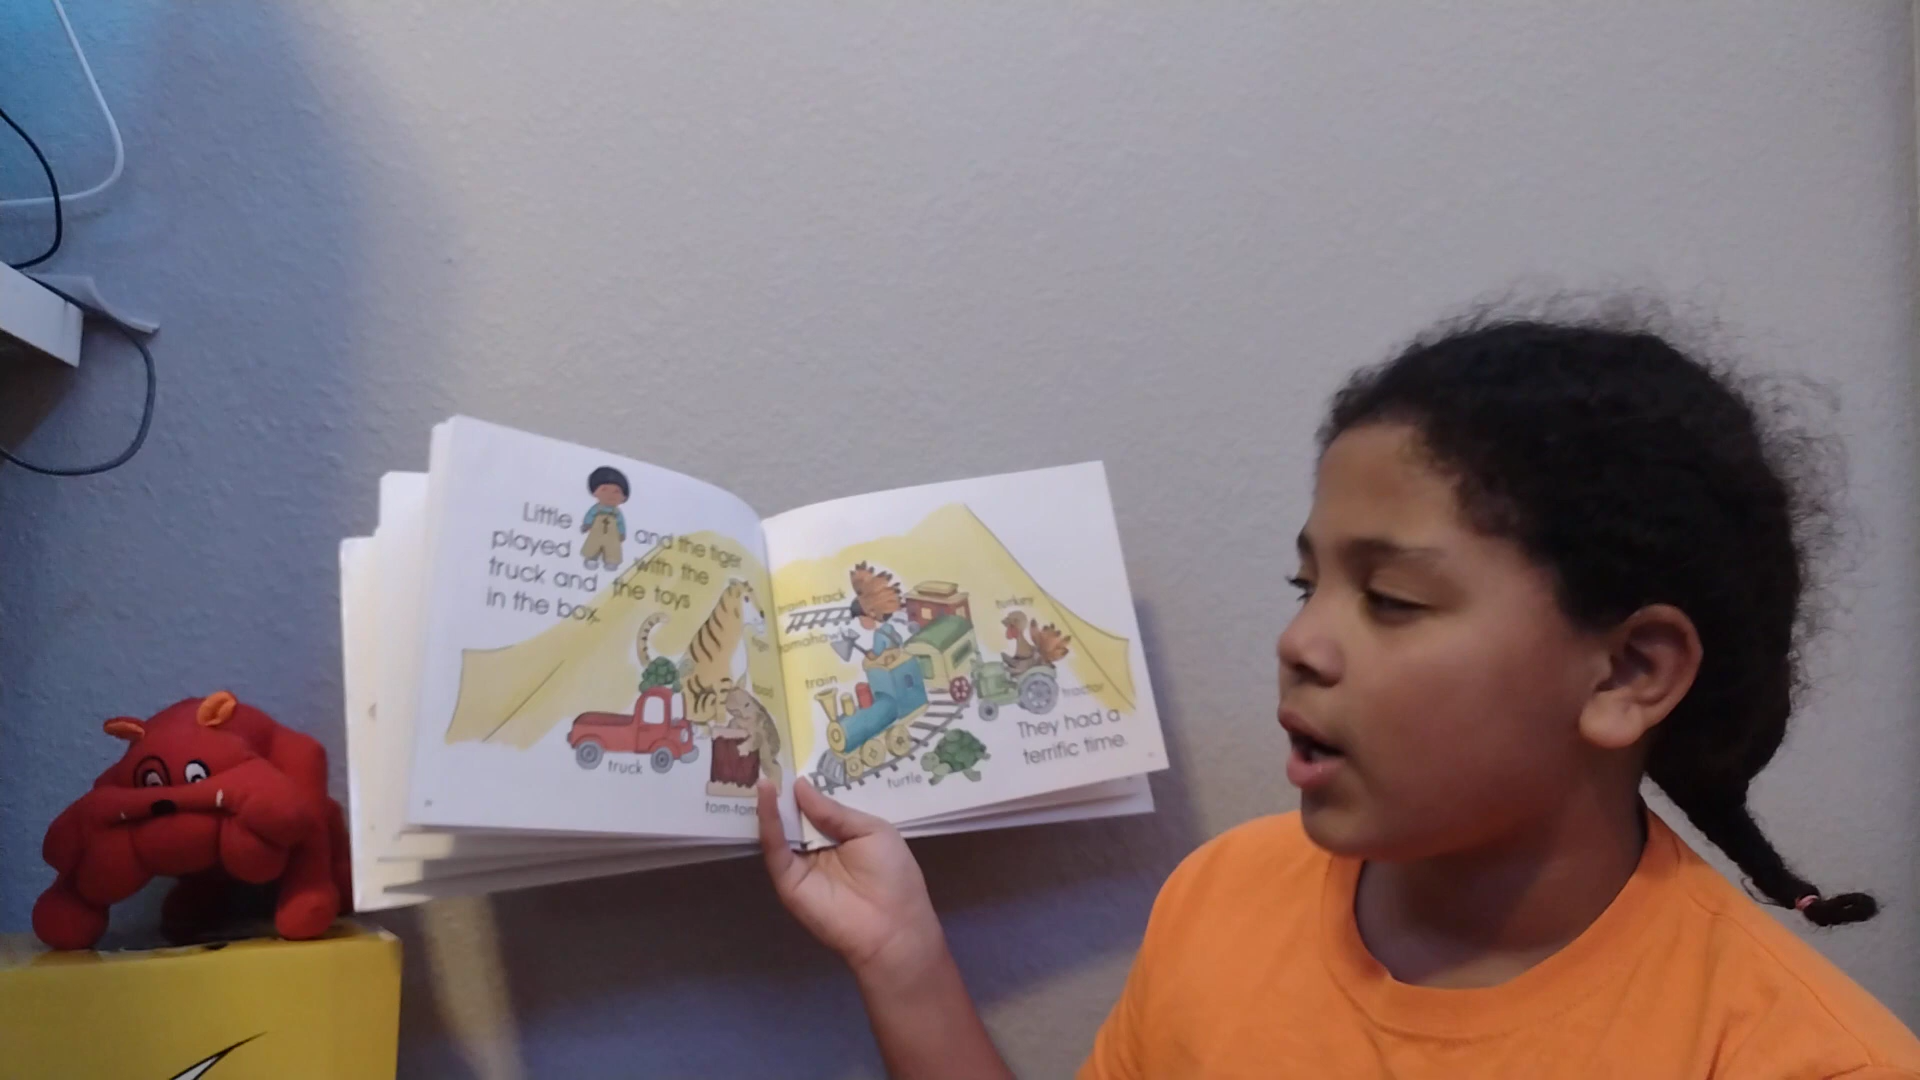 Little and the tiger
played with the
truck and the toys
in the box.
truck
tom-tom
train track
tomahawk
train
turkey
tractor
turtle
They had a
terrific time.